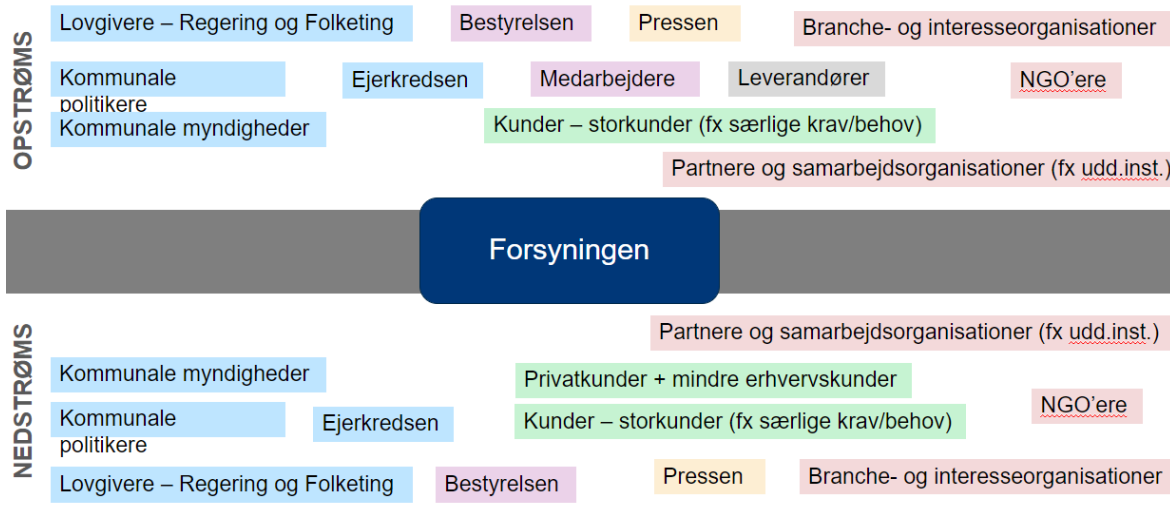 OPSTRØMS
Lovgivere – Regering og Folketing
Bestyrelsen
Pressen
Branche- og interesseorganisationer
Kommunale
politikere
Ejerkredsen
Medarbejdere
Leverandører
NGO’ere
Kommunale myndigheder
Kunder – storkunder (fx særlige krav/behov)
Partnere og samarbejdsorganisationer (fx udd.inst.)
Forsyningen
NEDSTRØMS
Partnere og samarbejdsorganisationer (fx udd.inst.)
Kommunale myndigheder
Privatkunder + mindre erhvervskunder
NGO’ere
Kommunale
politikere
Ejerkredsen
Kunder – storkunder (fx særlige krav/behov)
Lovgivere – Regering og Folketing
Bestyrelsen
Pressen
Branche- og interesseorganisationer